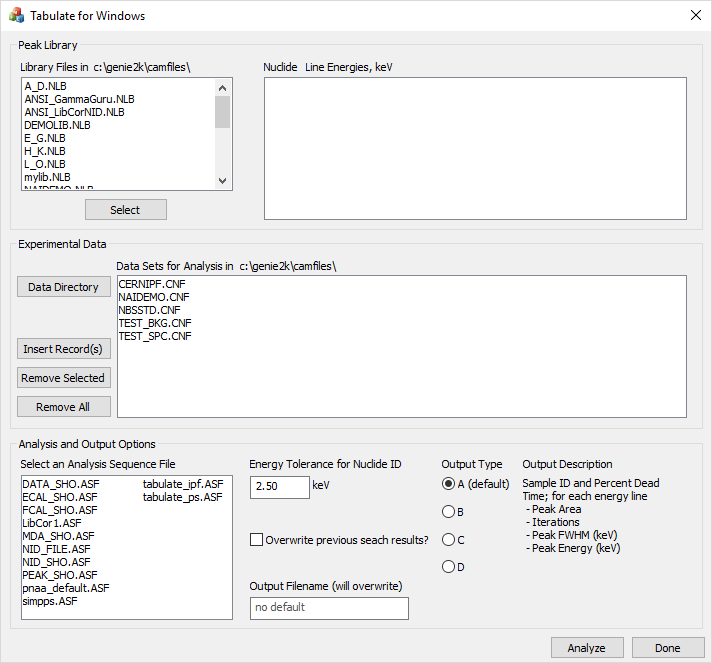 Tabulate for Windows
Peak Library
Library Files in c:\genie2k\camfiles\
A_D.NLB
ANSI_GammaGuru.NLB
ANSI_LibCorNID.NLB
DEMOLIB.NLB
E_G.NLB
H_K.NLB
L_O.NLB
mylib.NLB
NAIDEMO.NLB
Select
Nuclide Line Energies, keV
Experimental Data
Data Sets for Analysis in c:\genie2k\camfiles\
Data Directory
Insert Record(s)
Remove Selected
Remove All
CERNIPF.CNF
NAIDEMO.CNF
NBSSTD.CNF
TEST_BKG.CNF
TEST_SPC.CNF
Analysis and Output Options
Select an Analysis Sequence File
DATA_SHO.ASF
ECAL_SHO.ASF
FCAL_SHO.ASF
LibCor1.ASF
MDA_SHO.ASF
NID_FILE.ASF
NID_SHO.ASF
PEAK_SHO.ASF
pnaa_default.ASF
simpps.ASF
tabulate_ipf.ASF
tabulate_ps.ASF
Energy Tolerance for Nuclide ID
2.50 keV
Overwrite previous seach results?
Output Filename (will overwrite)
no default
Output Type
A (default)
B
C
D
Output Description
Sample ID and Percent Dead
Time; for each energy line
- Peak Area
- Iterations
- Peak FWHM (keV)
- Peak Energy (keV)
Analyze
Done